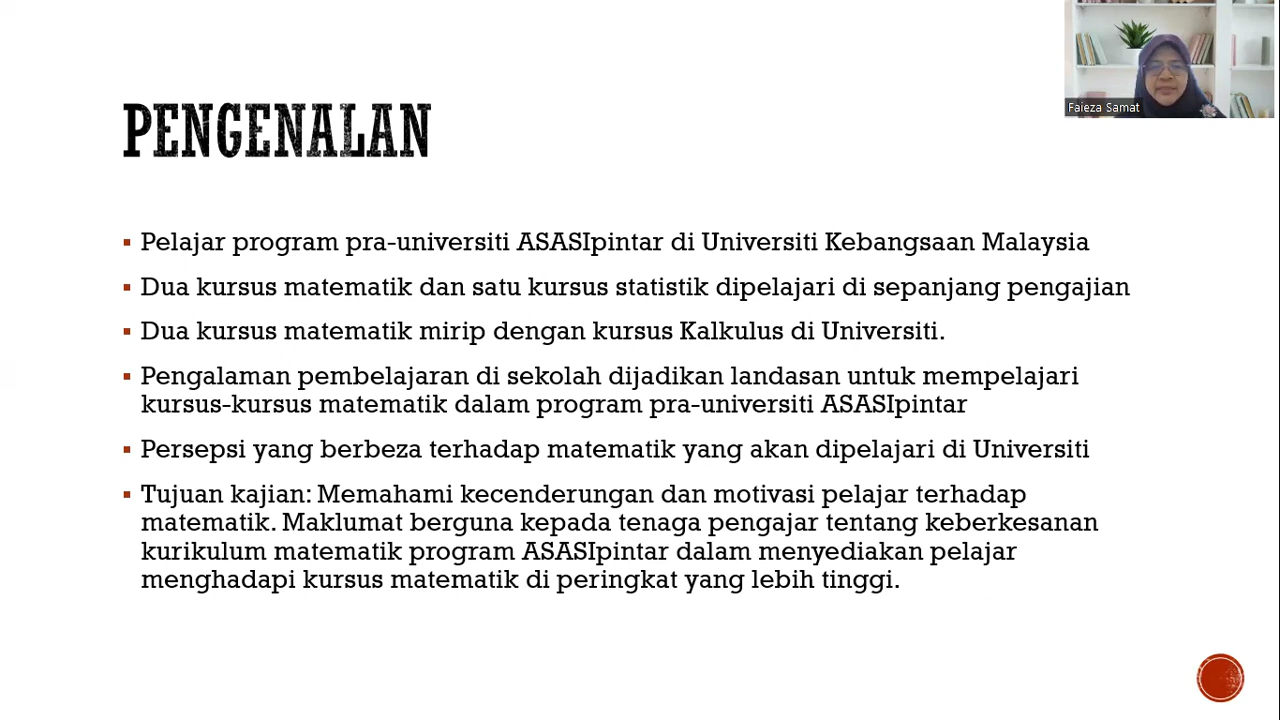 Faieza Samat
PENGENALAN
Pelajar program pra-universiti ASASIpintar di Universiti Kebangsaan Malaysia
Dua kursus matematik dan satu kursus statistik dipelajari di sepanjang pengajian
Dua kursus matematik mirip dengan kursus Kalkulus di Universiti.
Pengalaman pembelajaran di sekolah dijadikan landasan untuk mempelajari
kursus-kursus matematik dalam program pra-universiti ASASIpintar
Persepsi yang berbeza terhadap matematik yang akan dipelajari di Universiti
Tujuan kajian: Memahami kecenderungan dan motivasi pelajar terhadap
matematik. Maklumat berguna kepada tenaga pengajar tentang keberkesanan
kurikulum matematik program ASASIpintar dalam menyediakan pelajar
menghadapi kursus matematik di peringkat yang lebih tinggi.